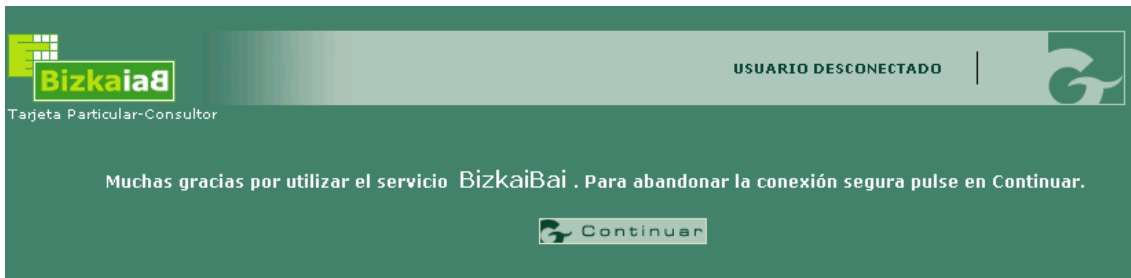 BizkaiaB
USUARIO DESCONECTADO
Tarjeta Particular-Consultor
Muchas gracias por utilizar el servicio BizkaiBai . Para abandonar la conexión segura pulse en Continuar.
Continuar